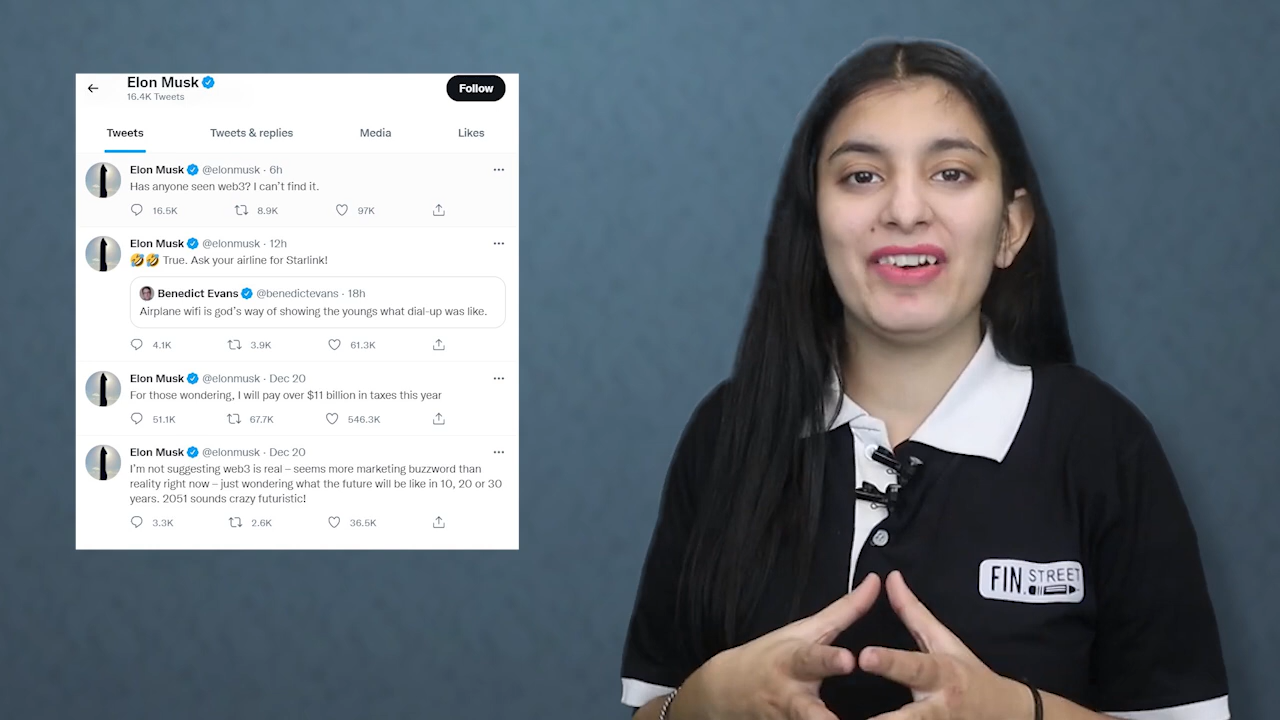 Elon Musk
16.4K Tweets
Follow
Tweets
Tweets & replies
Media
Likes
Elon Musk @elonmusk · 6h
Has anyone seen web3? I can't find it.
16.5K 8.9K 97K
Elon Musk @elonmusk · 12h
🤣🤣 True. Ask your airline for Starlink!
Benedict Evans @benedictevans · 18h
Airplane wifi is god's way of showing the youngs what dial-up was like.
4.1K 3.9K 61.3K
Elon Musk @elonmusk · Dec 20
For those wondering, I will pay over $11 billion in taxes this year
51.1K 67.7K 546.3K
Elon Musk @elonmusk · Dec 20
I'm not suggesting web3 is real – seems more marketing buzzword than
reality right now – just wondering what the future will be like in 10, 20 or 30
years. 2051 sounds crazy futuristic!
3.3K 2.6K 36.5K
FIN.STREET